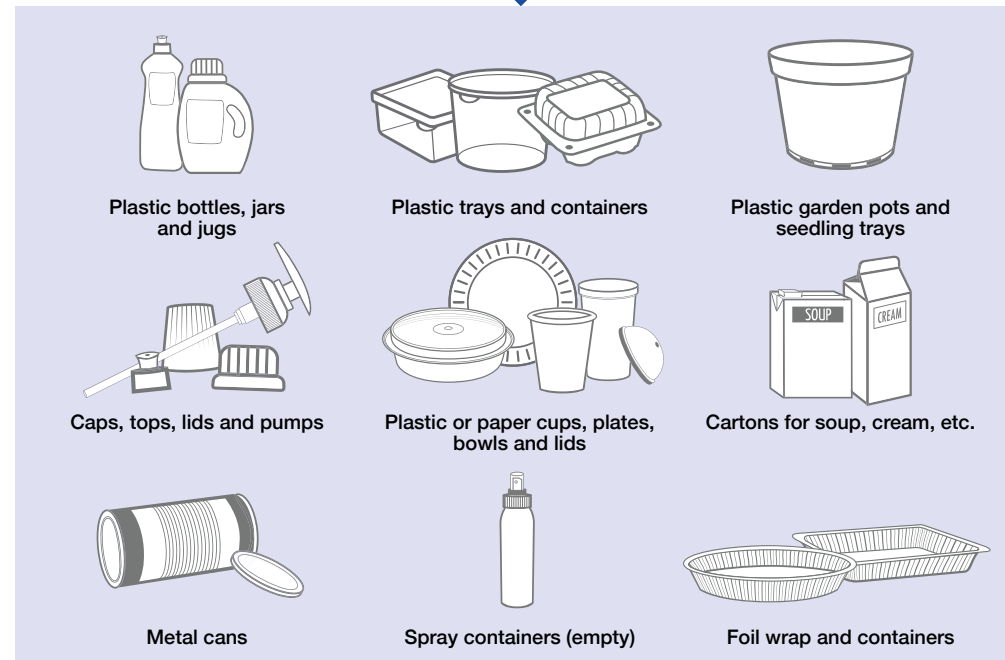 Plastic bottles, jars
and jugs
Plastic trays and containers
Plastic garden pots and
seedling trays
SOUP
CREAM
Caps, tops, lids and pumps
Plastic or paper cups, plates,
bowls and lids
Cartons for soup, cream, etc.
Metal cans
Spray containers (empty)
Foil wrap and containers